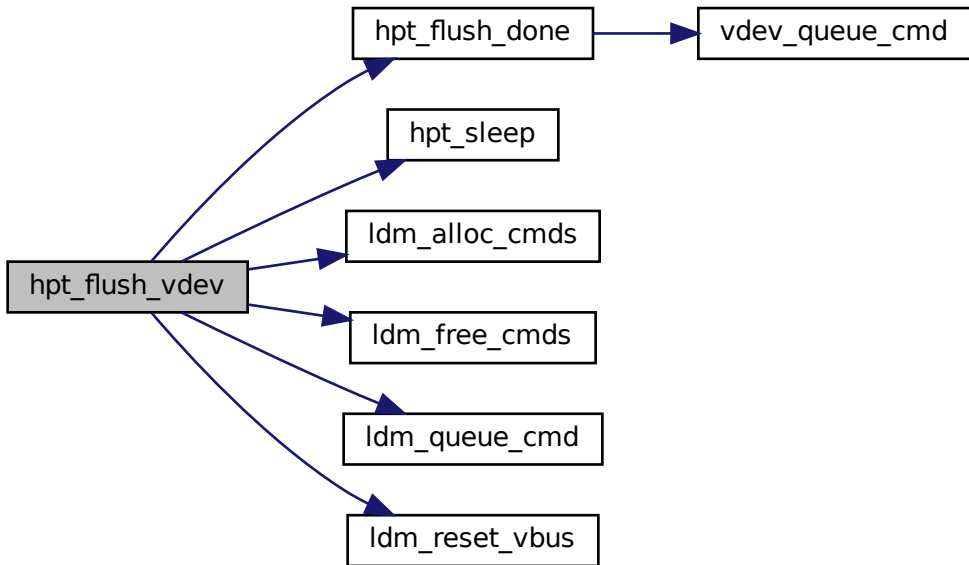 hpt_flush_done
vdev_queue_cmd
hpt_sleep
ldm_alloc_cmds
hpt_flush_vdev
ldm_free_cmds
ldm_queue_cmd
ldm_reset_vbus